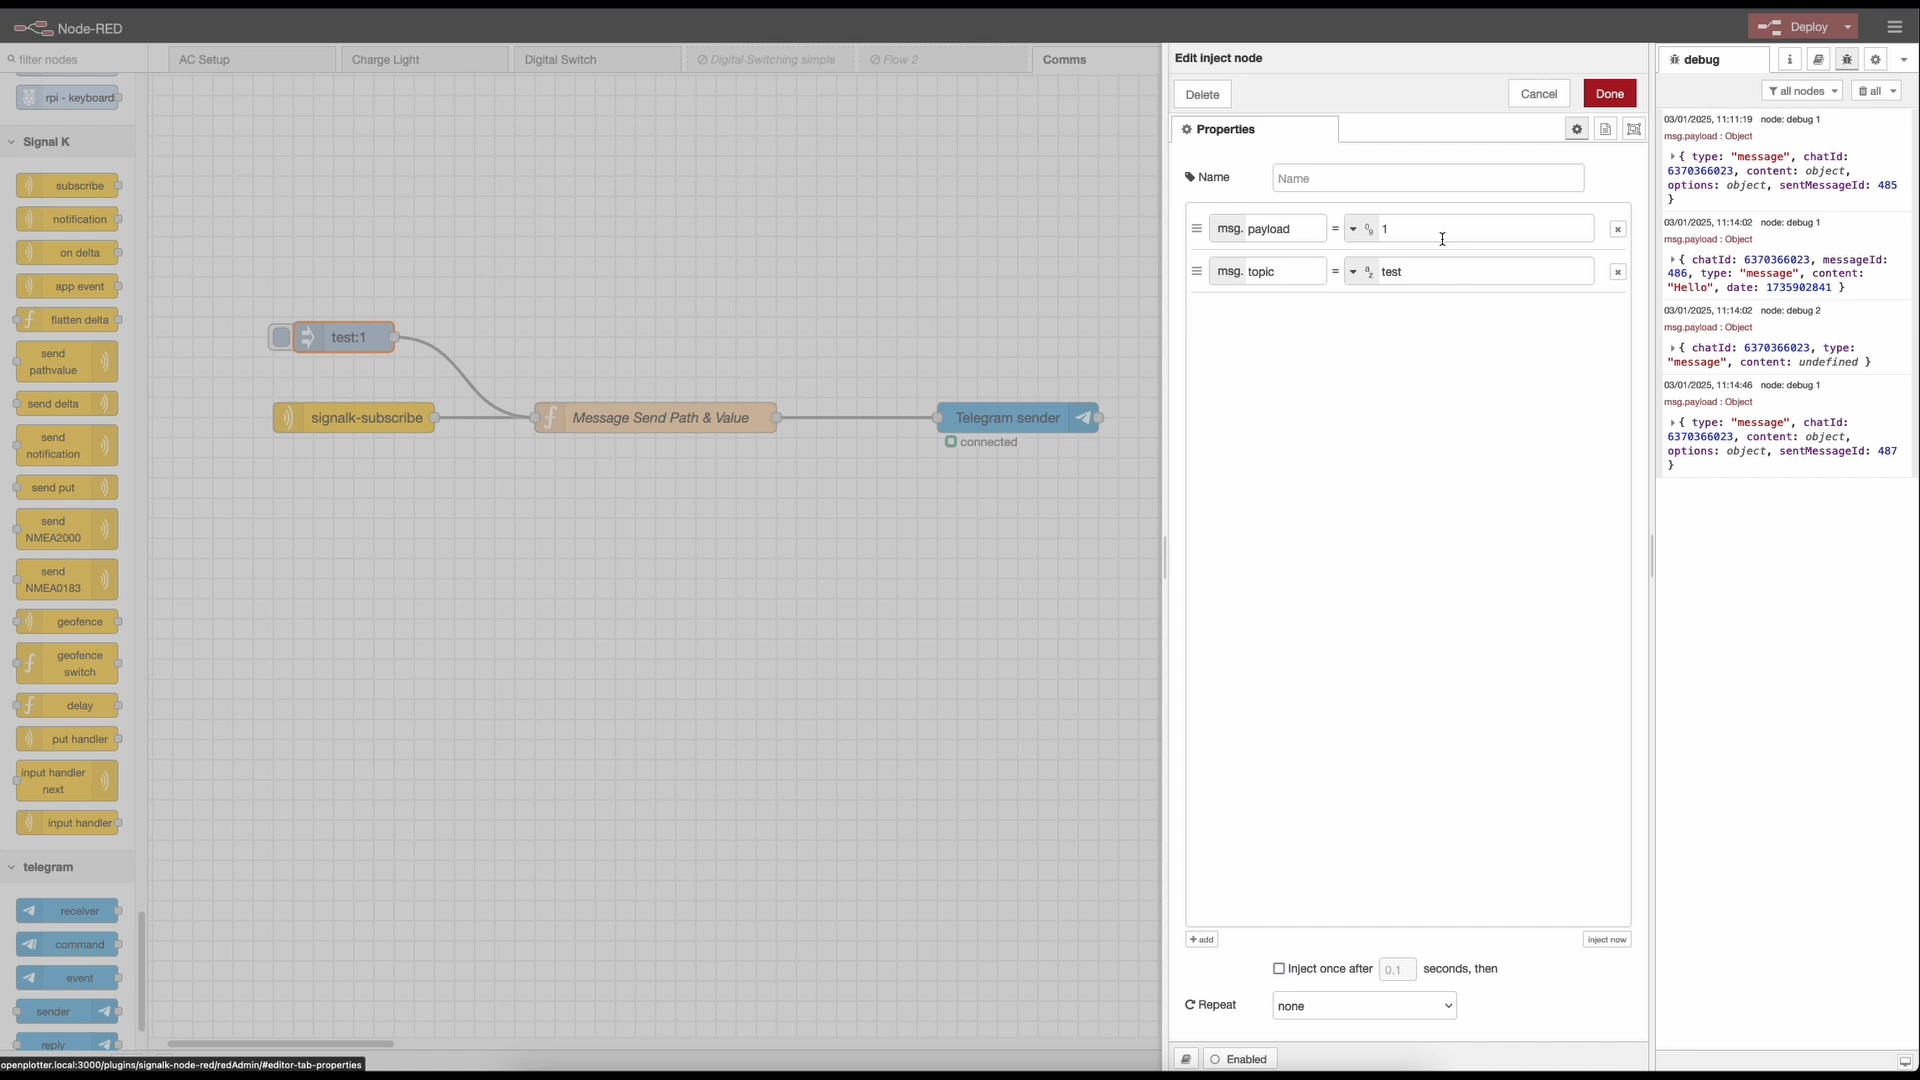 Node-RED
Deploy
filter nodes
AC Setup
Charge Light
Digital Switch
Digital Switching simple
Flow 2
Comms
rpi - keyboard
Signal K
subscribe
notification
on delta
app event
flatten delta
send
pathvalue
send delta
send
notification
send put
send
NMEA2000
send
NMEA0183
geofence
geofence
switch
delay
put handler
input handler
next
input handler
telegram
receiver
command
event
sender
reply
test:1
signalk-subscribe
Message Send Path & Value
Telegram sender
connected
openplotter.local:3000/plugins/signalk-node-red/redAdmin/#editor-tab-properties
Edit inject node
Delete
Cancel
Done
Properties
Name
Name
msg. payload = 0 9 1
msg. topic = a z test
+ add
inject now
Inject once after 0.1 seconds, then
Repeat
none
Enabled
debug
i
all nodes
all
03/01/2025, 11:11:19 node: debug 1
msg.payload : Object
{ type: "message", chatId:
6370366023, content: object,
options: object, sentMessageId: 485
}
03/01/2025, 11:14:02 node: debug 1
msg.payload : Object
{ chatId: 6370366023, messageId:
486, type: "message", content:
"Hello", date: 1735902841 }
03/01/2025, 11:14:02 node: debug 2
msg.payload : Object
{ chatId: 6370366023, type:
"message", content: undefined }
03/01/2025, 11:14:46 node: debug 1
msg.payload : Object
{ type: "message", chatId:
6370366023, content: object,
options: object, sentMessageId: 487
}